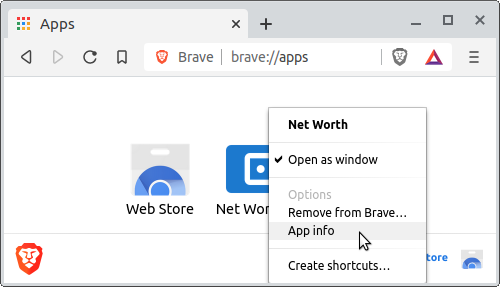 Apps
Brave
brave://apps
Net Worth
Open as window
Options
Remove from Brave...
App info
Create shortcuts...
Web Store
Net Wor
tore